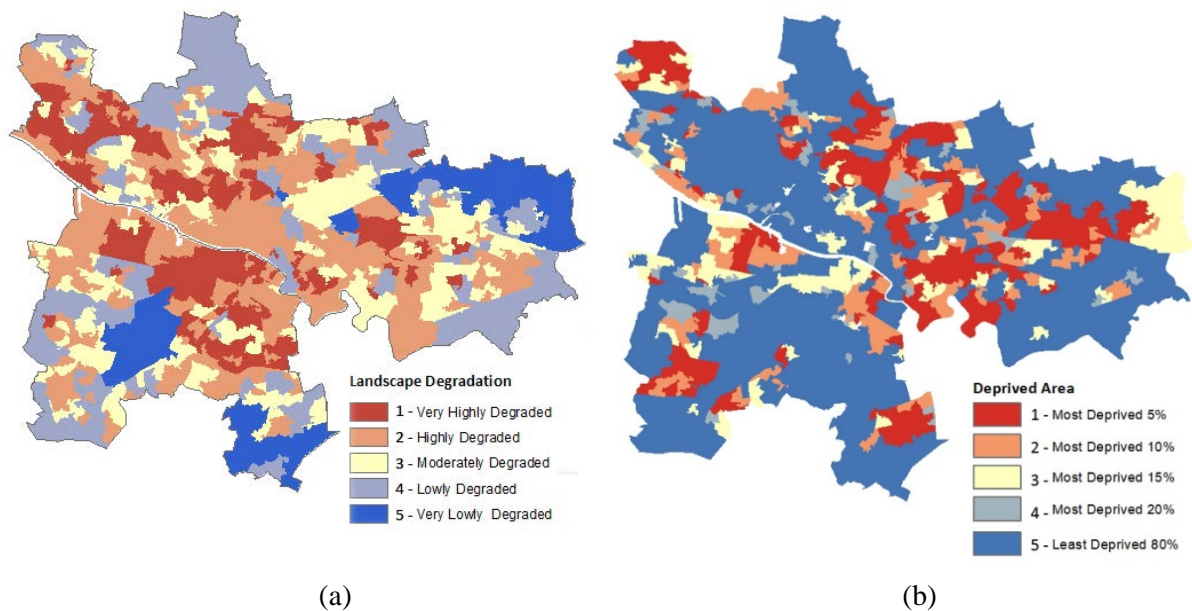 Landscape Degradation
1 - Very Highly Degraded
2 - Highly Degraded
3 - Moderately Degraded
4 - Lowly Degraded
5 - Very Lowly Degraded
Deprived Area
1 - Most Deprived 5%
2 - Most Deprived 10%
3 - Most Deprived 15%
4 - Most Deprived 20%
5 - Least Deprived 80%
(a)
(b)